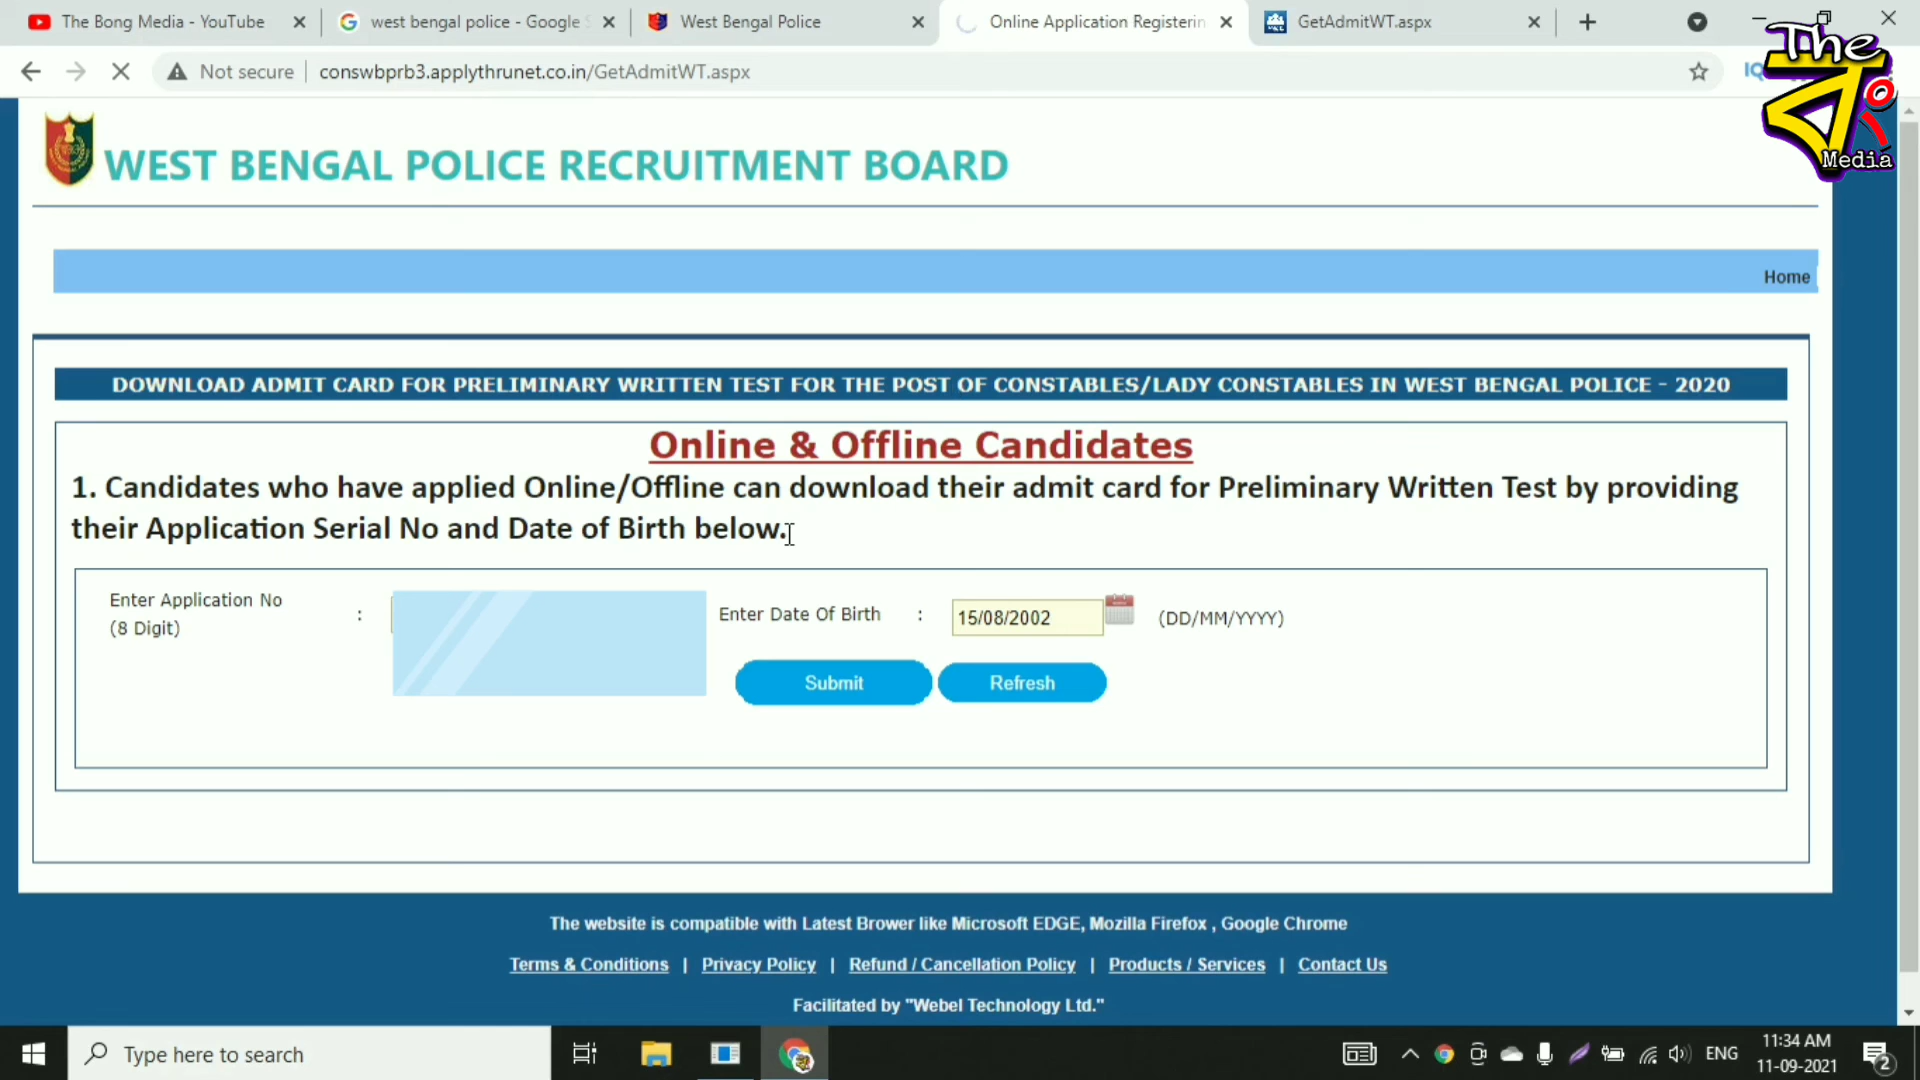 The Bong Media - YouTube
west bengal police - Google S
West Bengal Police
Online Application Registerin
GetAdmitWT.aspx
Not secure
conswbprb3.applythrunet.co.in/GetAdmitWT.aspx
The
Media
WEST BENGAL POLICE RECRUITMENT BOARD
Home
DOWNLOAD ADMIT CARD FOR PRELIMINARY WRITTEN TEST FOR THE POST OF CONSTABLES/LADY CONSTABLES IN WEST BENGAL POLICE - 2020
Online & Offline Candidates
1. Candidates who have applied Online/Offline can download their admit card for Preliminary Written Test by providing
their Application Serial No and Date of Birth below.
Enter Application No
(8 Digit)
:
Enter Date Of Birth :
15/08/2002
(DD/MM/YYYY)
Submit
Refresh
The website is compatible with Latest Brower like Microsoft EDGE, Mozilla Firefox , Google Chrome
Terms & Conditions | Privacy Policy | Refund / Cancellation Policy | Products / Services | Contact Us
Facilitated by "Webel Technology Ltd."
Type here to search
ENG
11:34 AM
11-09-2021
2